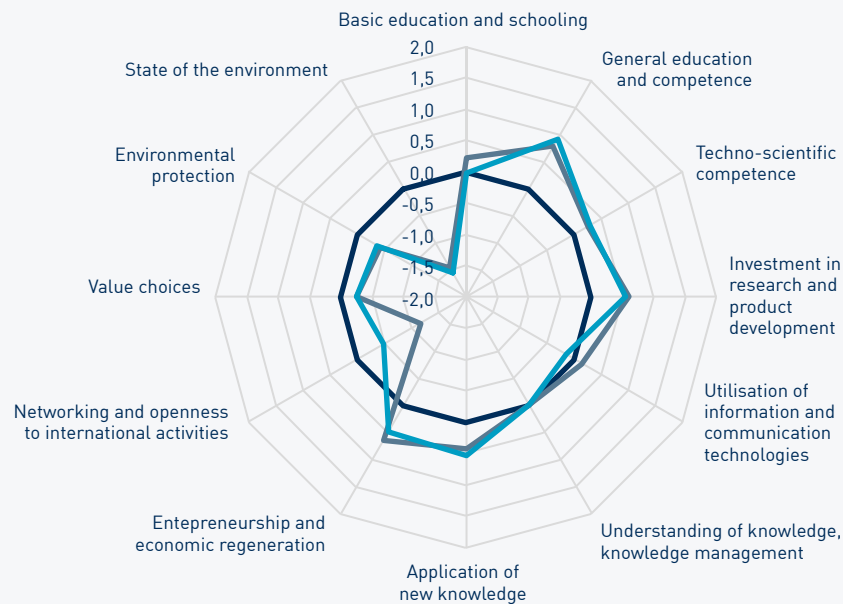 Basic education and schooling
2,0
1,5
1,0
0,5
0,0
-0,5
-1,0
-1,5
-2,0
General education
and competence
Techno-scientific
competence
Investment in
research and
product
development
Utilisation of
information and
communication
technologies
Understanding of knowledge,
knowledge management
Application of
new knowledge
Entepreneurship and
economic regeneration
Networking and openness
to international activities
Value choices
Environmental
protection
State of the environment